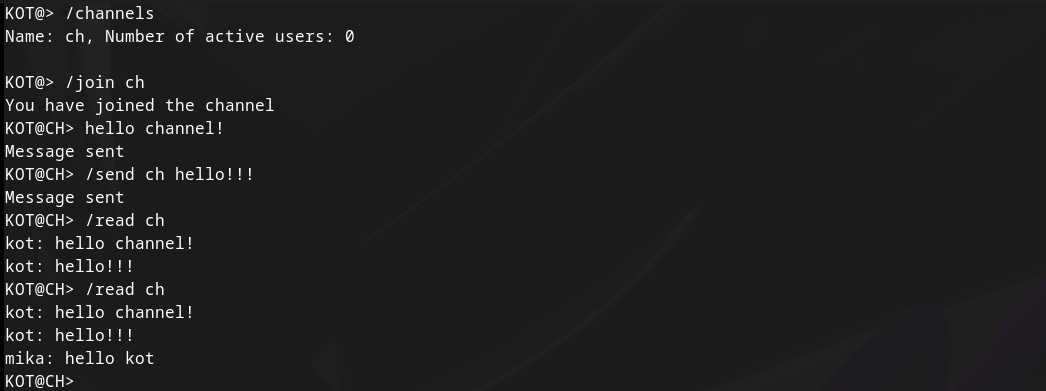 KOT@> /channels
Name: ch, Number of active users: 0
KOT@> /join ch
You have joined the channel
KOT@CH> hello channel!
Message sent
KOT@CH> /send ch hello!!!
Message sent
KOT@CH> /read ch
kot: hello channel!
kot: hello!!!
KOT@CH> /read ch
kot: hello channel!
kot: hello!!!
mika: hello kot
KOT@CH>